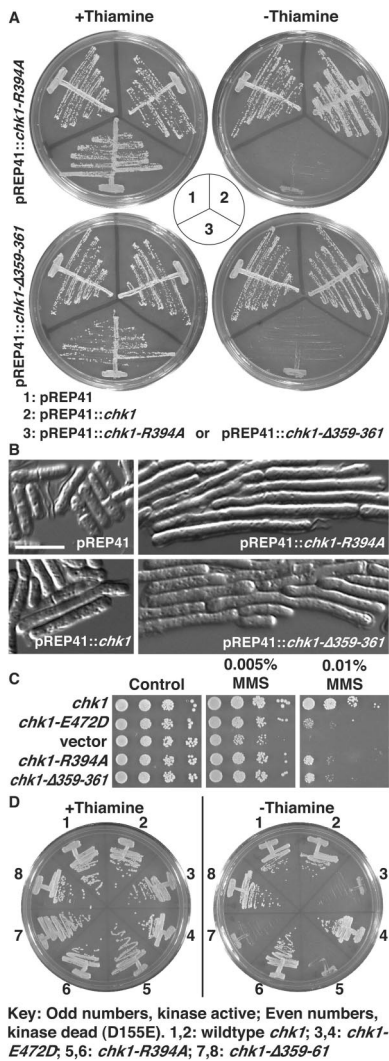 A
+Thiamine -Thiamine
pREP41::chk1-R394A
1 2
3
pREP41::chk1-Δ359-361
1: pREP41
2: pREP41::chk1
3: pREP41::chk1-R394A or pREP41::chk1-Δ359-361
B
pREP41 pREP41::chk1-R394A
pREP41::chk1 pREP41::chk1-Δ359-361
C
Control 0.005% MMS 0.01% MMS
chk1
chk1-E472D
vector
chk1-R394A
chk1-Δ359-361
D
+Thiamine -Thiamine
1 2 1 2
8 3 8 3
7 4 7 4
6 5 6 5
Key: Odd numbers, kinase active; Even numbers,
kinase dead (D155E). 1,2: wildtype chk1; 3,4: chk1-
E472D; 5,6: chk1-R394A; 7,8: chk1-Δ359-61